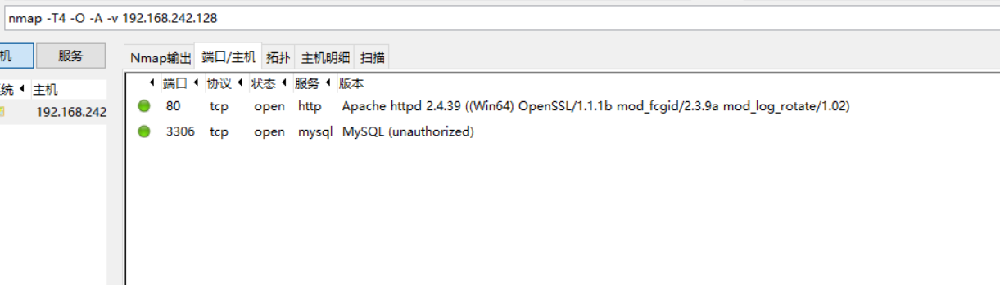 nmap -T4 -O -A -v 192.168.242.128
机 服务 Nmap输出 端口/主机 拓扑 主机明细 扫描
统 主机 端口 协议 状态 服务 版本
80 tcp open http Apache httpd 2.4.39 ((Win64) OpenSSL/1.1.1b mod_fcgid/2.3.9a mod_log_rotate/1.02)
192.168.242
3306 tcp open mysql MySQL (unauthorized)